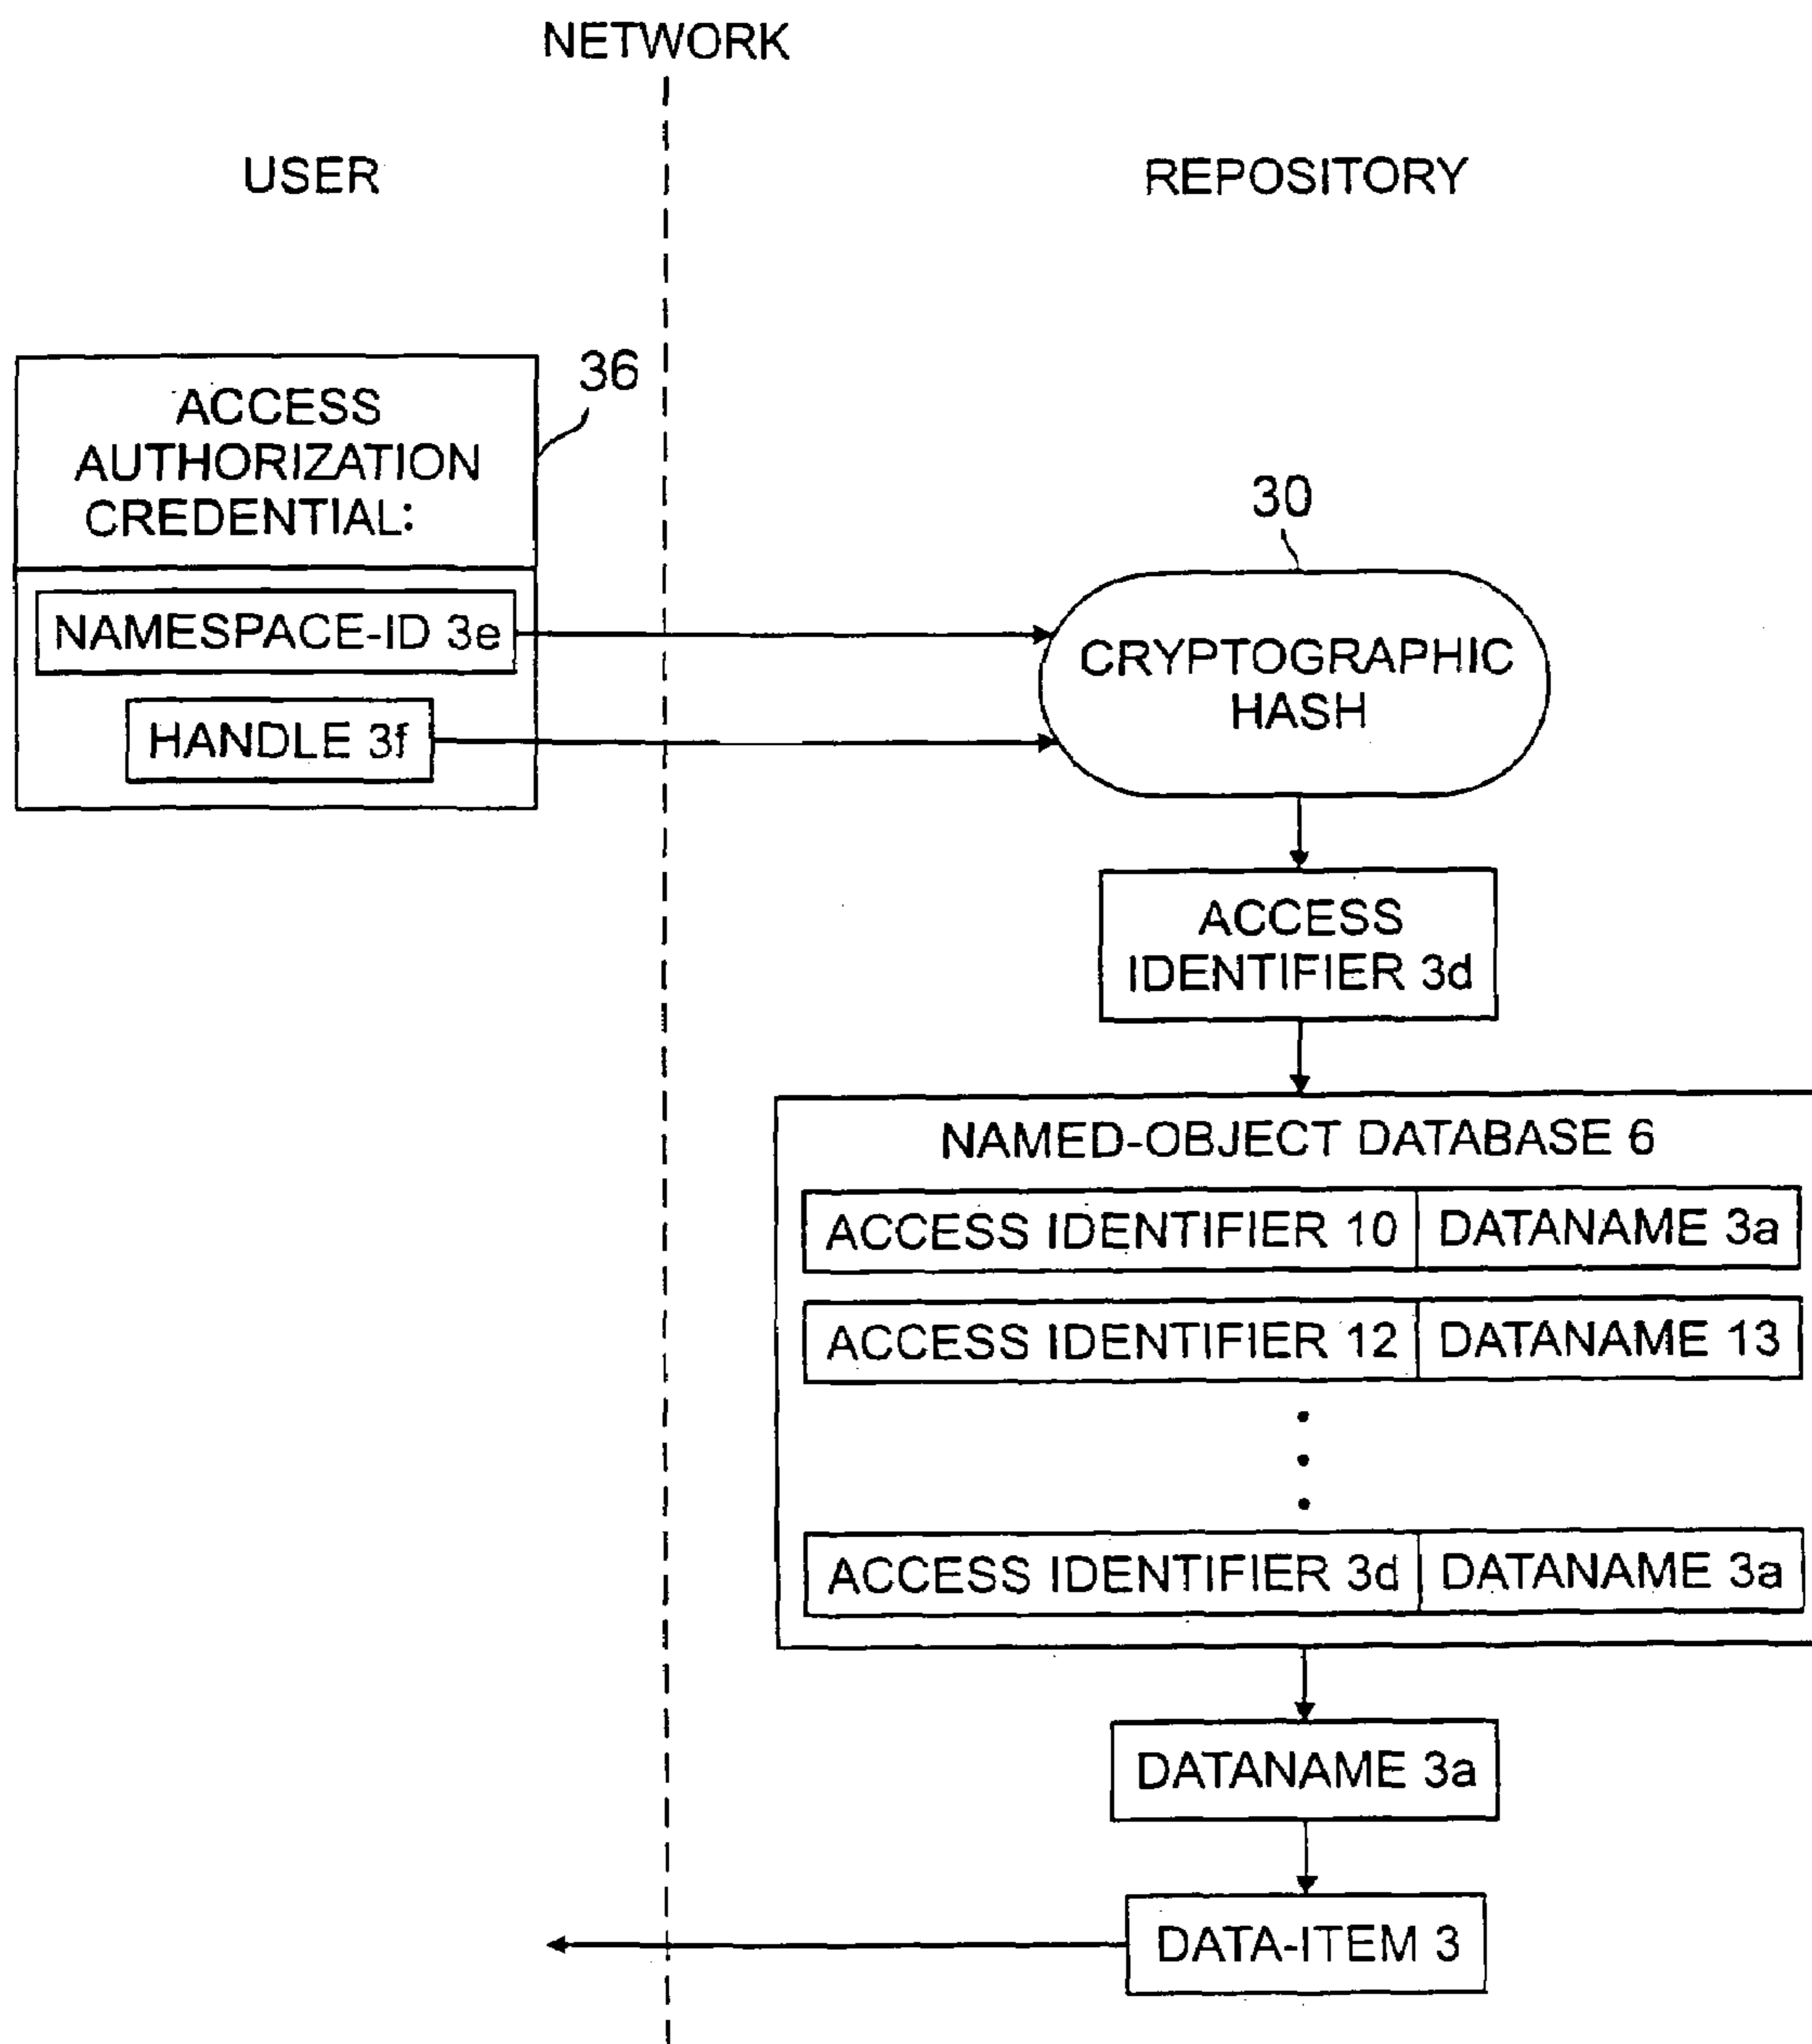 NETWORK
USER
REPOSITORY
36
ACCESS
AUTHORIZATION
CREDENTIAL:
NAMESPACE-ID 3e
HANDLE 3f
30
CRYPTOGRAPHIC
HASH
ACCESS
IDENTIFIER 3d
NAMED-OBJECT DATABASE 6
ACCESS IDENTIFIER 10 DATANAME 3a
ACCESS IDENTIFIER 12 DATANAME 13
ACCESS IDENTIFIER 3d DATANAME 3a
DATANAME 3a
DATA-ITEM 3